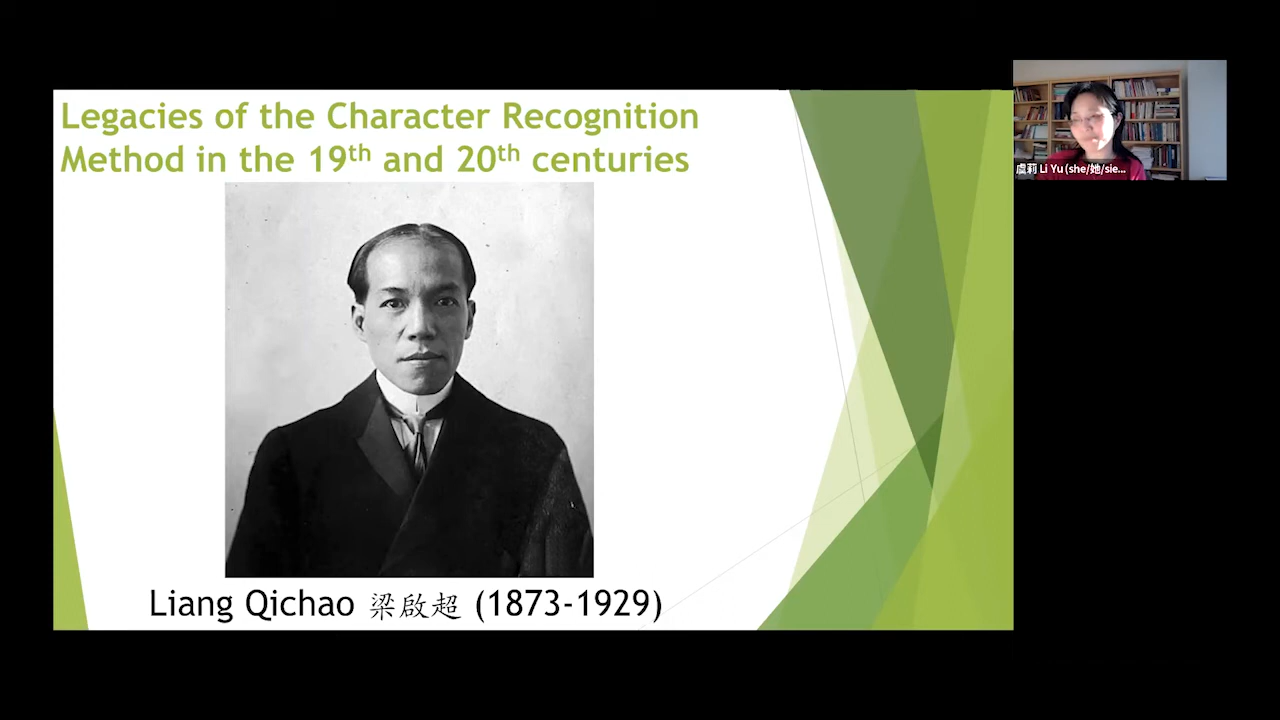 Legacies of the Character Recognition
Method in the 19th and 20th centuries
Liang Qichao 梁啟超 (1873-1929)
虞莉 Li Yu (she/她/sie...